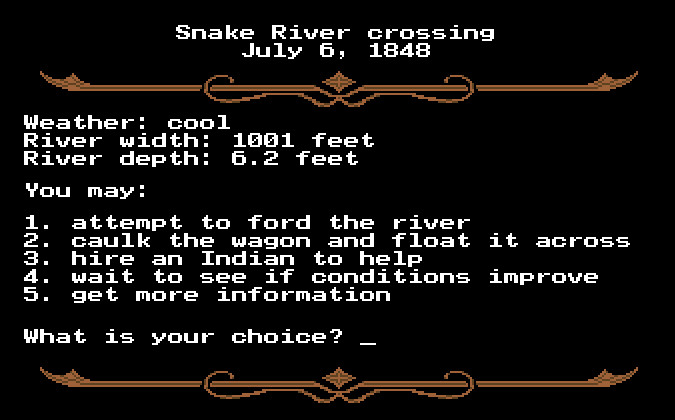 Snake River crossing
July 6, 1848
Weather: cool
River width: 1001 feet
River depth: 6.2 feet
You may:
1. attempt to ford the river
2. caulk the wagon and float it across
3. hire an Indian to help
4. wait to see if conditions improve
5. get more information
What is your choice? _